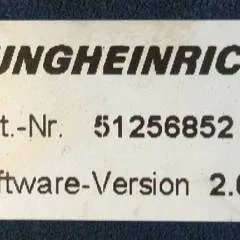 UNGHEINRIC
t.-Nr. 51256852
ftware-Version 2.0